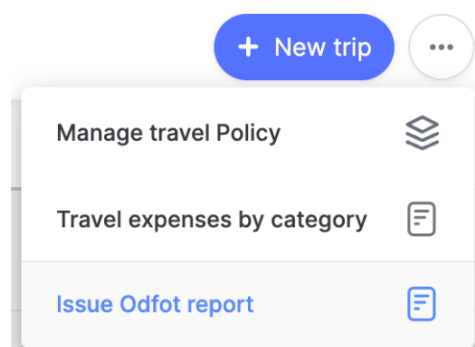 + New trip
Manage travel Policy
Travel expenses by category
Issue Odfot report